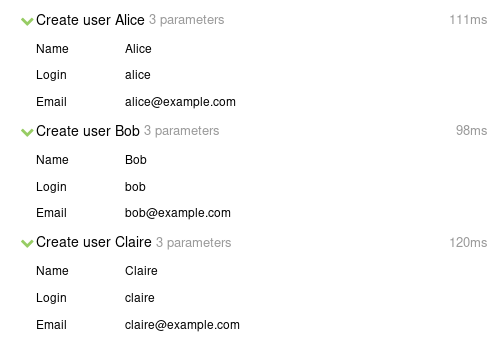 Create user Alice 3 parameters 111ms
Name Alice
Login alice
Email alice@example.com
Create user Bob 3 parameters 98ms
Name Bob
Login bob
Email bob@example.com
Create user Claire 3 parameters 120ms
Name Claire
Login claire
Email claire@example.com